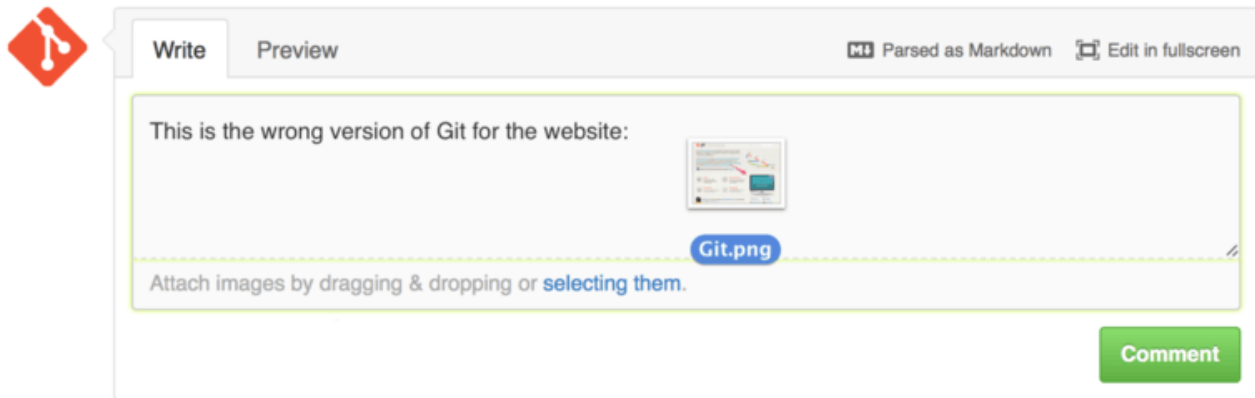 Write Preview Parsed as Markdown Edit in fullscreen
This is the wrong version of Git for the website:
Git.png
Attach images by dragging & dropping or selecting them.
Comment